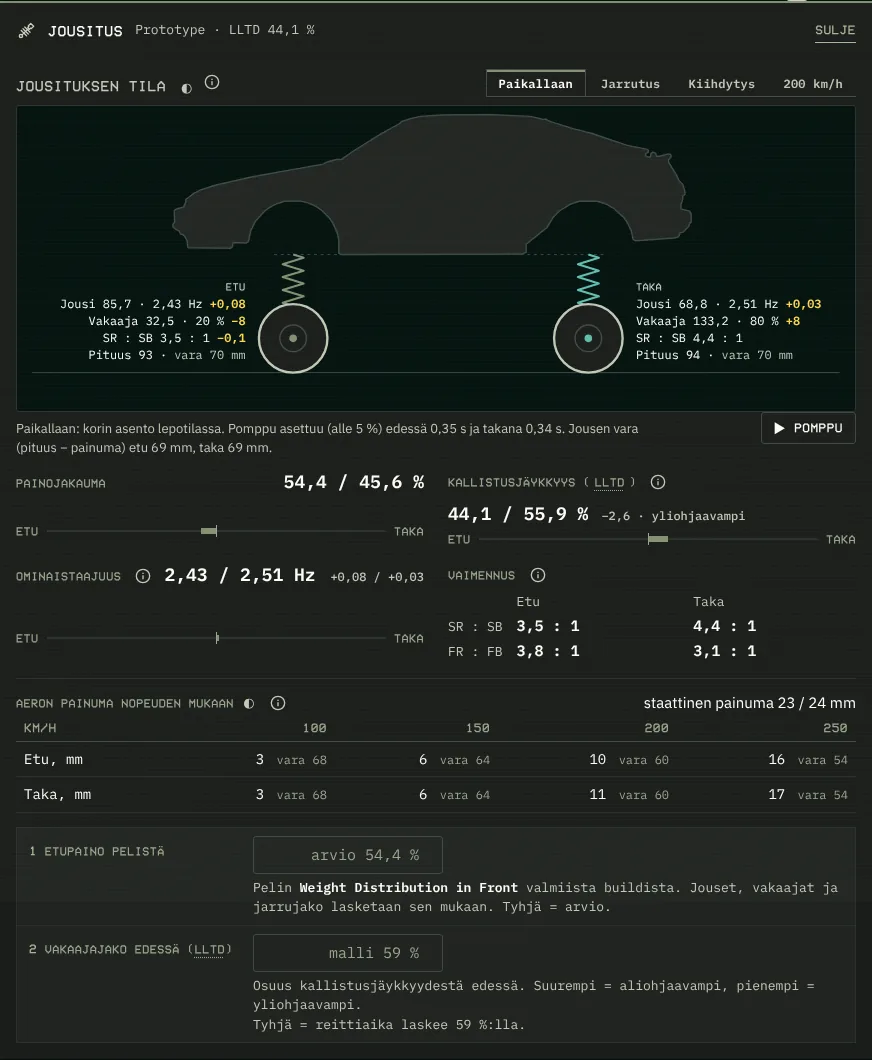 JOUSITUS Prototype · LLTD 44,1 % SULJE
JOUSITUKSEN TILA Paikallaan Jarrutus Kiihdytys 200 km/h
ETU
Jousi 85,7 · 2,43 Hz +0,08
Vakaaja 32,5 · 20 % −8
SR : SB 3,5 : 1 −0,1
Pituus 93 · vara 70 mm
TAKA
Jousi 68,8 · 2,51 Hz +0,03
Vakaaja 133,2 · 80 % +8
SR : SB 4,4 : 1
Pituus 94 · vara 70 mm
Paikallaan: korin asento lepotilassa. Pomppu asettuu (alle 5 %) edessä 0,35 s ja takana 0,34 s. Jousen vara
(pituus – painuma) etu 69 mm, taka 69 mm.
POMPPU
PAINOJAKAUMA 54,4 / 45,6 %
ETU TAKA
KALLISTUSJÄYKKYYS ( LLTD )
44,1 / 55,9 % −2,6 · yliohjaavampi
ETU TAKA
OMINAISTAAJUUS 2,43 / 2,51 Hz +0,08 / +0,03
ETU TAKA
VAIMENNUS
Etu Taka
SR : SB 3,5 : 1 4,4 : 1
FR : FB 3,8 : 1 3,1 : 1
AERON PAINUMA NOPEUDEN MUKAAN staattinen painuma 23 / 24 mm
KM/H 100 150 200 250
Etu, mm 3 vara 68 6 vara 64 10 vara 60 16 vara 54
Taka, mm 3 vara 68 6 vara 64 11 vara 60 17 vara 54
1 ETUPAINO PELISTÄ arvio 54,4 %
Pelin Weight Distribution in Front valmiista buildista. Jouset, vakaajat ja
jarrujako lasketaan sen mukaan. Tyhjä = arvio.
2 VAKAAJAJAKO EDESSÄ (LLTD) malli 59 %
Osuus kallistusjäykkyydestä edessä. Suurempi = aliohjaavampi, pienempi =
yliohjaavampi.
Tyhjä = reittiaika laskee 59 %:lla.